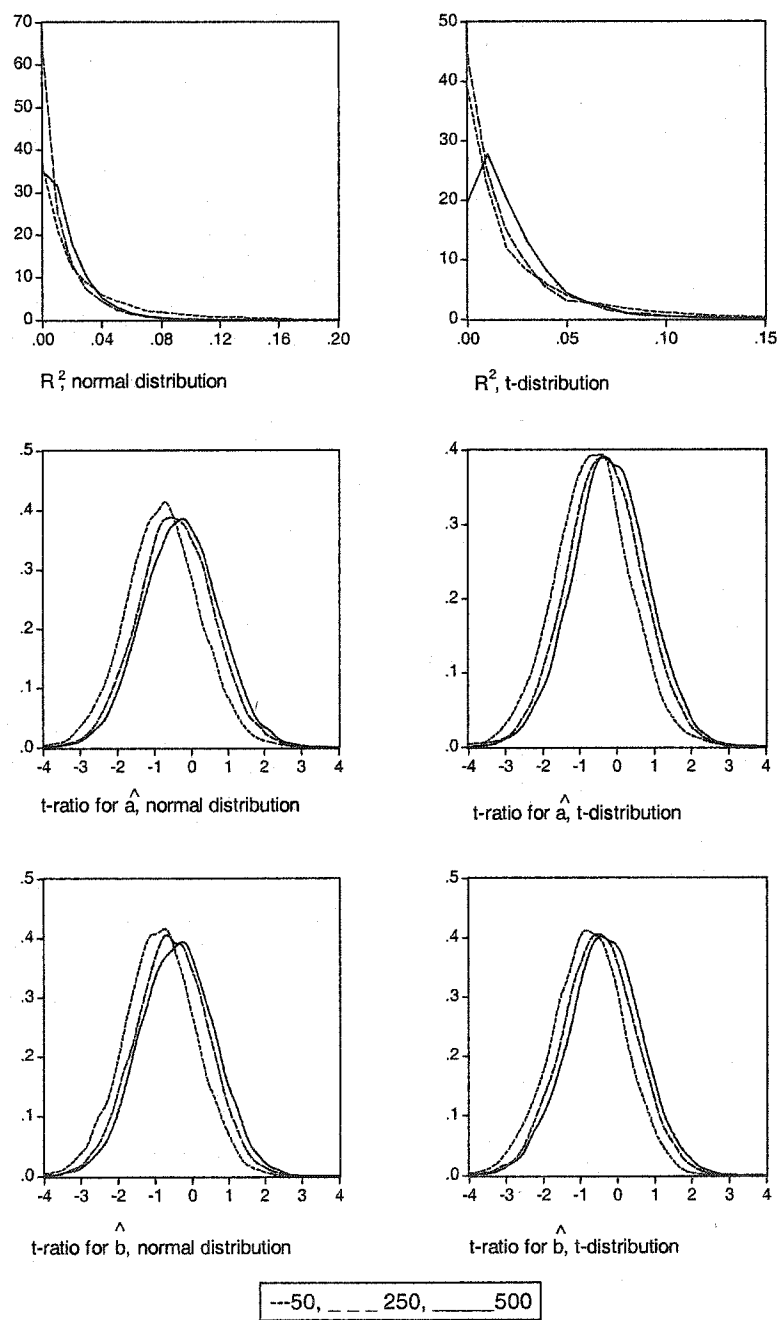 70
60
50
40
30
20
10
0
.00 .04 .08 .12 .16 .20
R², normal distribution
50
40
30
20
10
0
.00 .05 .10 .15
R², t-distribution
.5
.4
.3
.2
.1
.0
-4 -3 -2 -1 0 1 2 3 4
t-ratio for â, normal distribution
.4
.3
.2
.1
.0
-4 -3 -2 -1 0 1 2 3 4
t-ratio for â, t-distribution
.5
.4
.3
.2
.1
.0
-4 -3 -2 -1 0 1 2 3 4
t-ratio for b̂, normal distribution
.5
.4
.3
.2
.1
.0
-4 -3 -2 -1 0 1 2 3 4
t-ratio for b̂, t-distribution
---50, _ _ _ 250, _____500